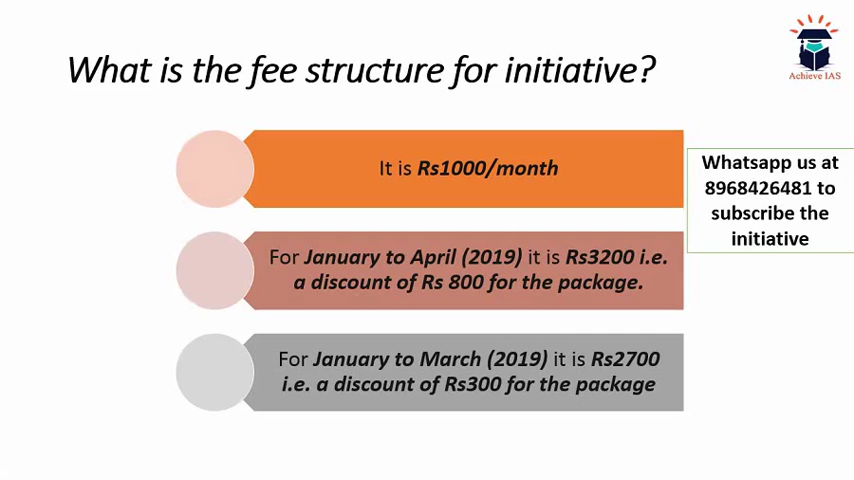 What is the fee structure for initiative?
Achieve IAS
It is Rs1000/month
Whatsapp us at
8968426481 to
subscribe the
initiative
For January to April (2019) it is Rs3200 i.e.
a discount of Rs 800 for the package.
For January to March (2019) it is Rs2700
i.e. a discount of Rs300 for the package